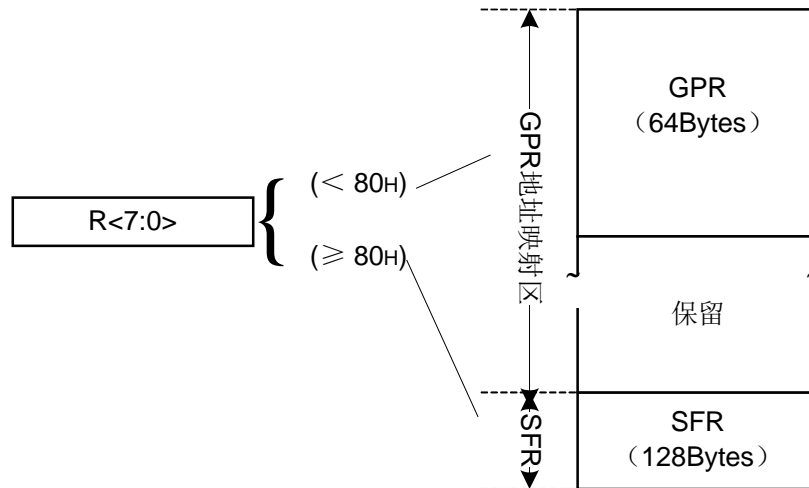 R<7:0>
{
(< 80H)
(≥ 80H)
GPR地址映射区
SFR
GPR
（64Bytes）
保留
SFR
（128Bytes）